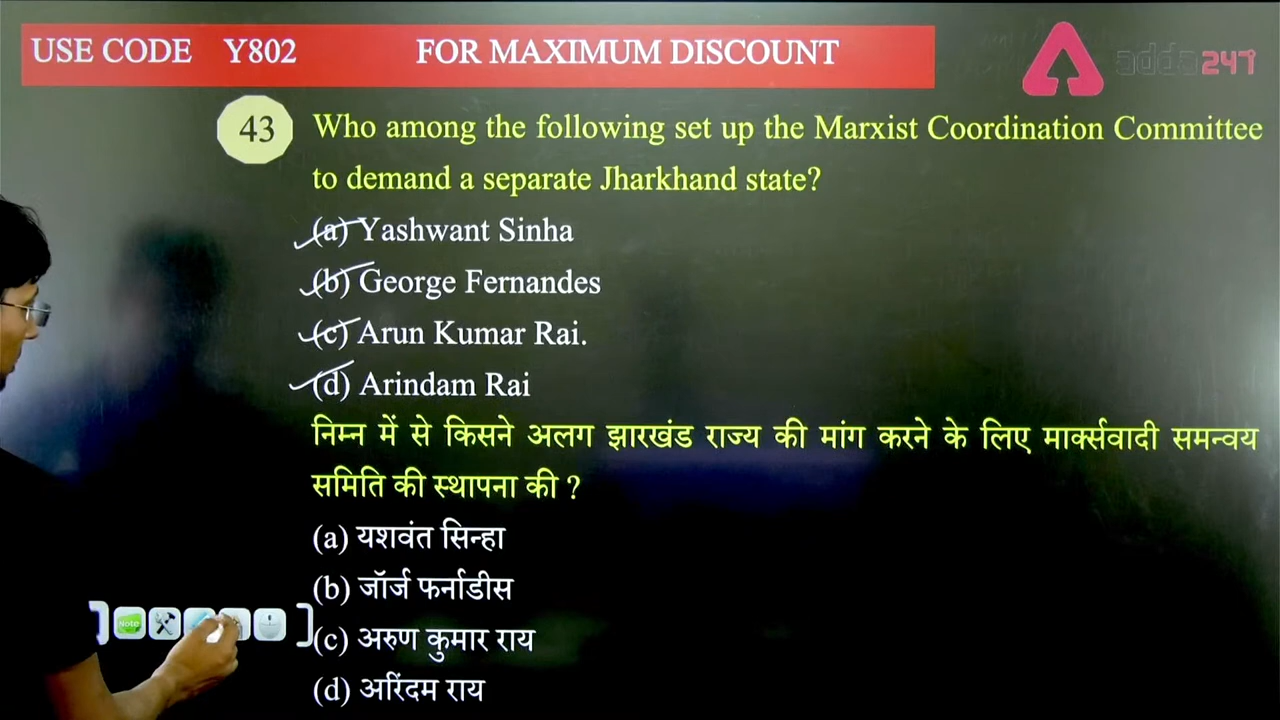 USE CODE Y802 FOR MAXIMUM DISCOUNT
adda247
43 Who among the following set up the Marxist Coordination Committee
to demand a separate Jharkhand state?
(a) Yashwant Sinha
(b) George Fernandes
(c) Arun Kumar Rai.
(d) Arindam Rai
निम्न में से किसने अलग झारखंड राज्य की मांग करने के लिए मार्क्सवादी समन्वय
समिति की स्थापना की ?
(a) यशवंत सिन्हा
(b) जॉर्ज फर्नाडीस
(c) अरुण कुमार राय
(d) अरिंदम राय
Note